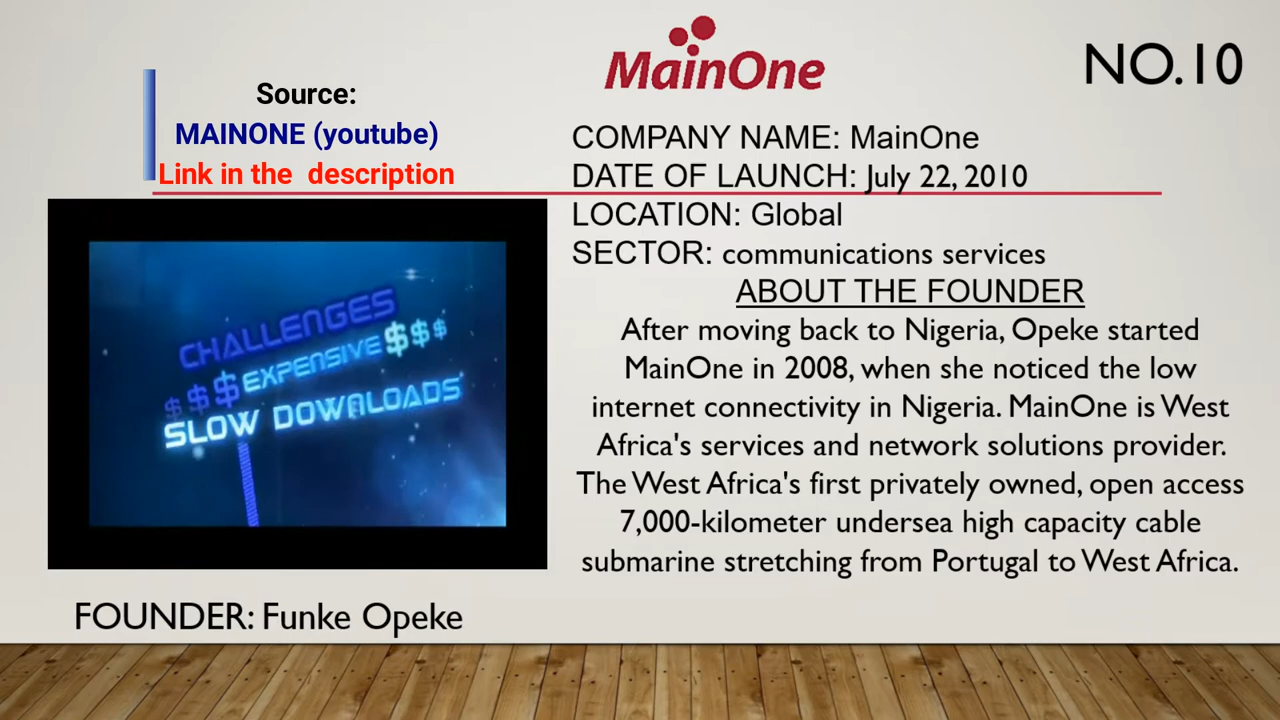 MainOne
NO.10
Source:
MAINONE (youtube)
Link in the description
COMPANY NAME: MainOne
DATE OF LAUNCH: July 22, 2010
LOCATION: Global
SECTOR: communications services
ABOUT THE FOUNDER
After moving back to Nigeria, Opeke started
MainOne in 2008, when she noticed the low
internet connectivity in Nigeria. MainOne is West
Africa's services and network solutions provider.
The West Africa's first privately owned, open access
7,000-kilometer undersea high capacity cable
submarine stretching from Portugal to West Africa.
CHALLENGES
$$$ EXPENSIVE $$$
SLOW DOWNLOADS
FOUNDER: Funke Opeke